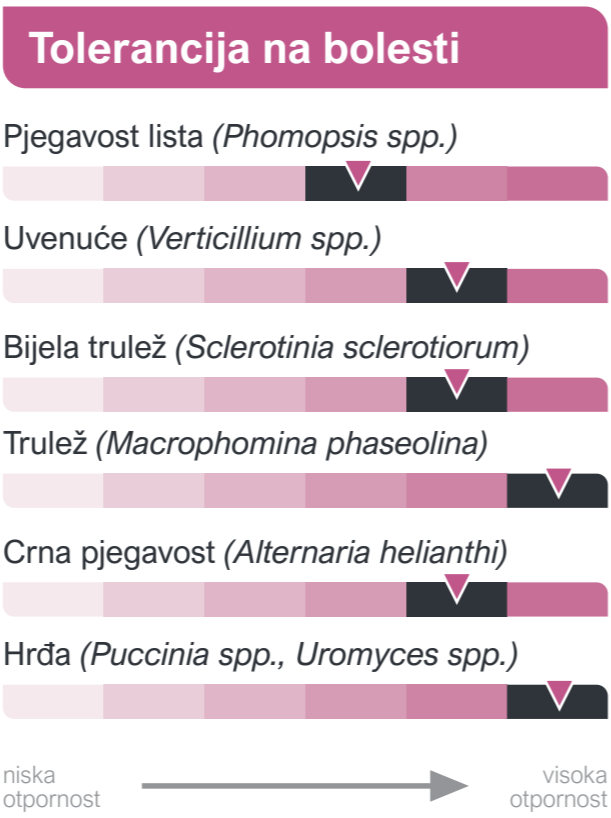 Tolerancija na bolesti
Pjegavost lista (Phomopsis spp.)
Uvenuće (Verticillium spp.)
Bijela trulež (Sclerotinia sclerotiorum)
Trulež (Macrophomina phaseolina)
Crna pjegavost (Alternaria helianthi)
Hrđa (Puccinia spp., Uromyces spp.)
niska
otpornost
visoka
otpornost